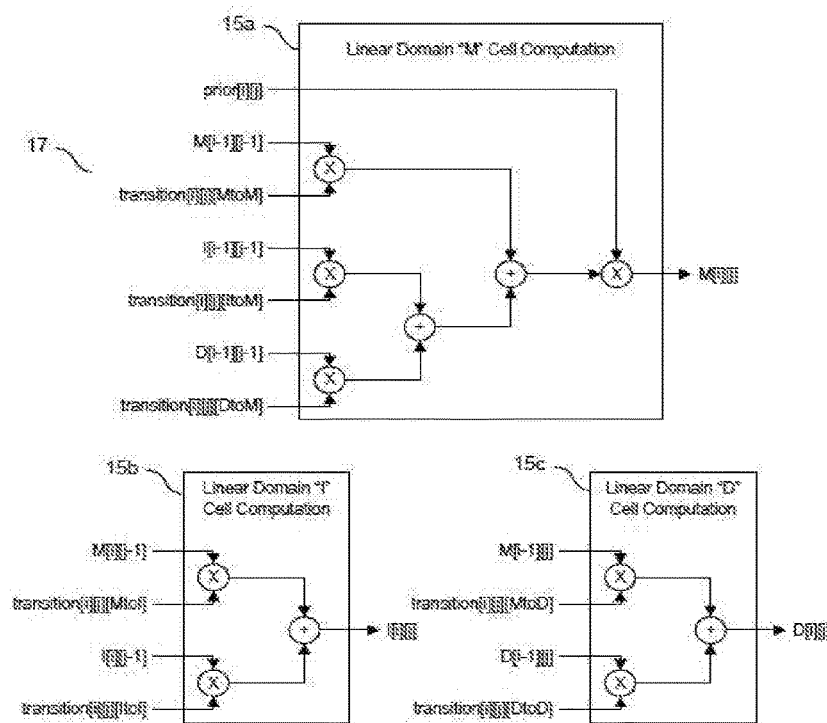 15a
Linear Domain "M" Cell Computation
prior[i][j]
17
M[i-1][j-1]
transition[i][j][MtoM]
I[i-1][j-1]
transition[i][j][ItoM]
D[i-1][j-1]
transition[i][j][DtoM]
X
X
X
+
+
X
M[i][j]
15b
Linear Domain "I"
Cell Computation
M[i][j-1]
transition[i][j][MtoI]
I[i][j-1]
transition[i][j][ItoI]
X
X
+
I[i][j]
15c
Linear Domain "D"
Cell Computation
M[i-1][j]
transition[i][j][MtoD]
D[i-1][j]
transition[i][j][DtoD]
X
X
+
D[i][j]